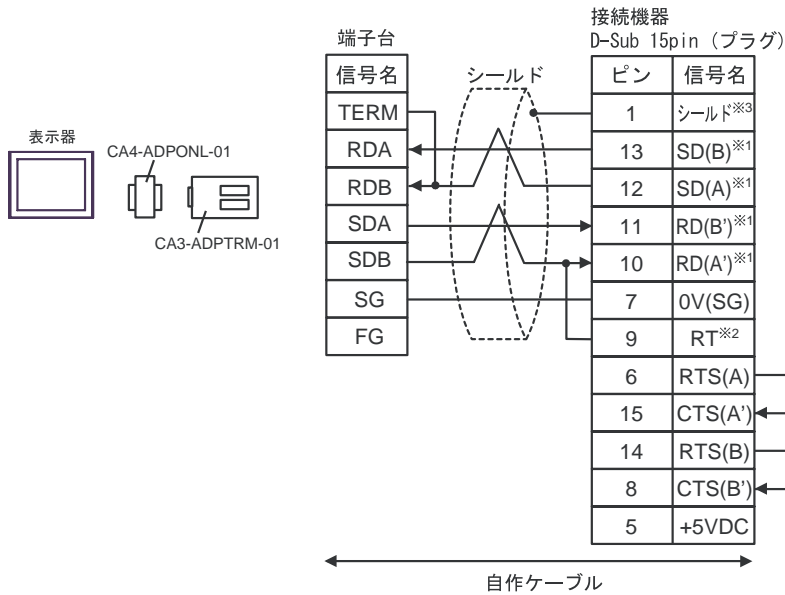 接続機器
端子台
D-Sub 15pin (プラグ)
信号名
シールド
ピン
信号名
TERM
1
シールド※3
表示器
CA4-ADPONL-01
RDA
13
SD(B)※1
RDB
12
SD(A)※1
CA3-ADPTRM-01
SDA
11
RD(B')※1
SDB
10
RD(A')※1
SG
7
0V(SG)
FG
9
RT※2
6
RTS(A)
15
CTS(A')
14
RTS(B)
8
CTS(B')
5
+5VDC
自作ケーブル